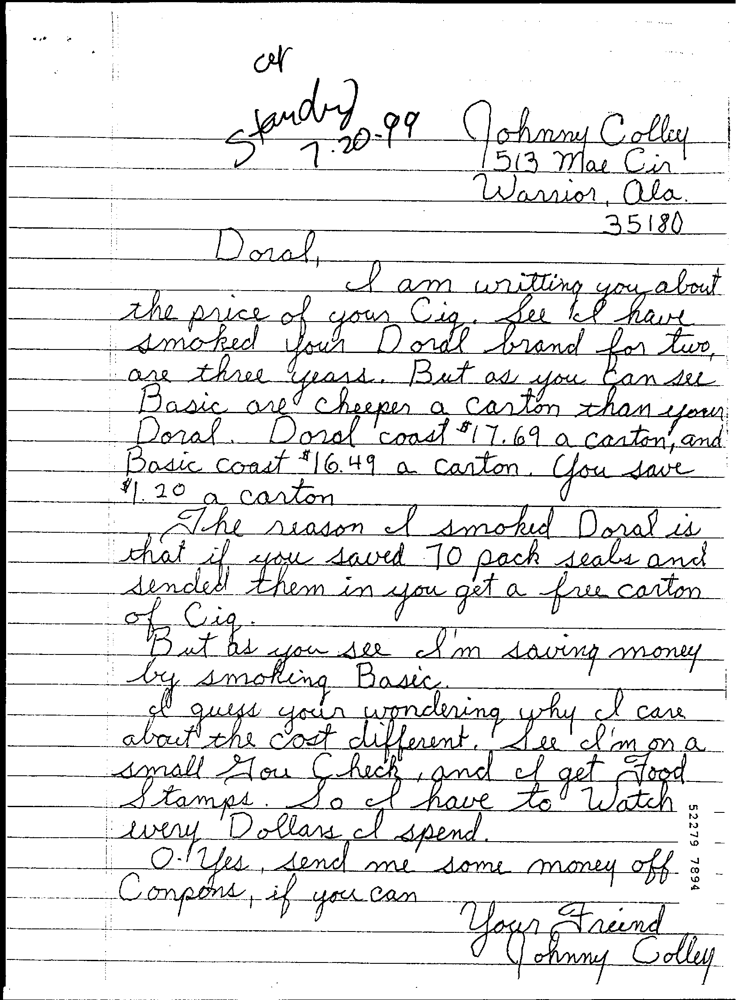 Johnny Colley
7-20-99
1513 Mae Cir
Warrior, Ala.
35180
Doral,
I am writting you about
the price of your Cig. See I have
smoked your Doral brand for two,
are three years. But as you can see
Basic are cheeper a carton than your
Doral. Doral coast $17.69 a carton, and
Basic coast $16.49 a carton. You save
$1.20 a carton
The reason I smoked Doral is
that if you saved 70 pack seals and
sended them in you get a free carton
of Cig.
But as you see I'm saving money
by smoking Basic.
I guess your wondering why I care
about the cost different. See I'm on a
small Gou Check, and I get Food
Stamps. So I have to Watch
every Dollars I spend.
O.! Yes, send me some money off
Conpons, if you can
Your Freind
Johnny Colley
52279 7894